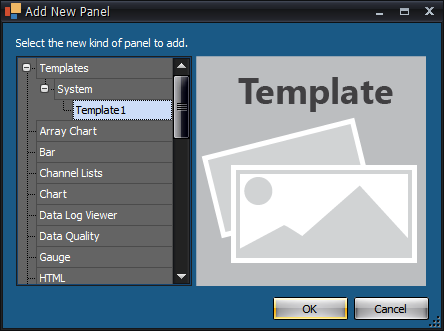 Add New Panel
Select the new kind of panel to add.
Templates
System
Template1
Array Chart
Bar
Channel Lists
Chart
Data Log Viewer
Data Quality
Gauge
HTML
Template
OK
Cancel